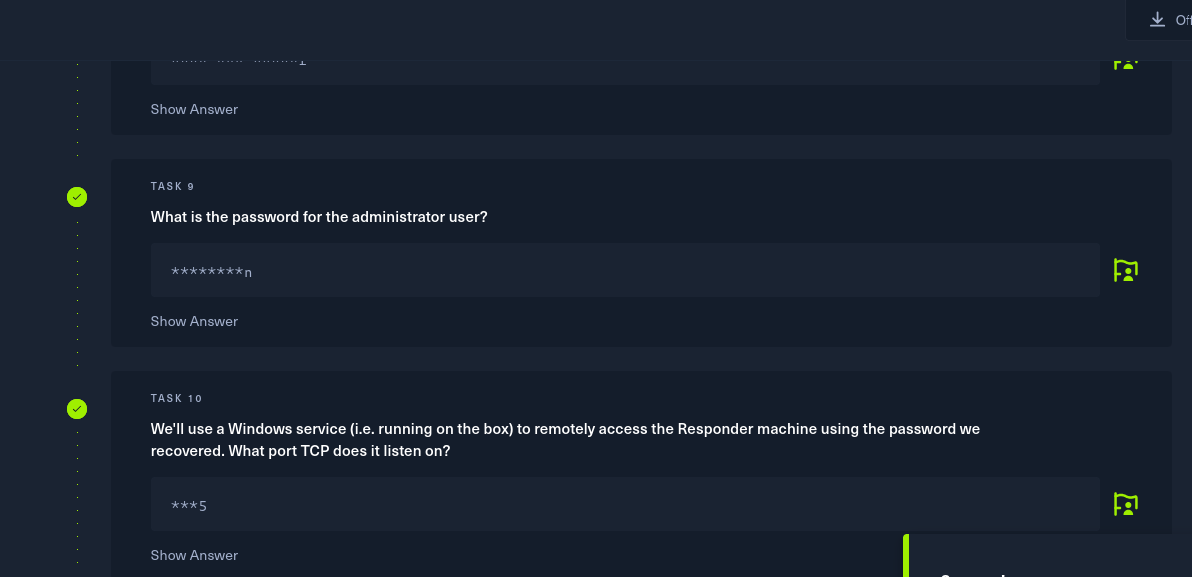 Show Answer
TASK 9
What is the password for the administrator user?
********n
Show Answer
TASK 10
We'll use a Windows service (i.e. running on the box) to remotely access the Responder machine using the password we
recovered. What port TCP does it listen on?
***5
Show Answer